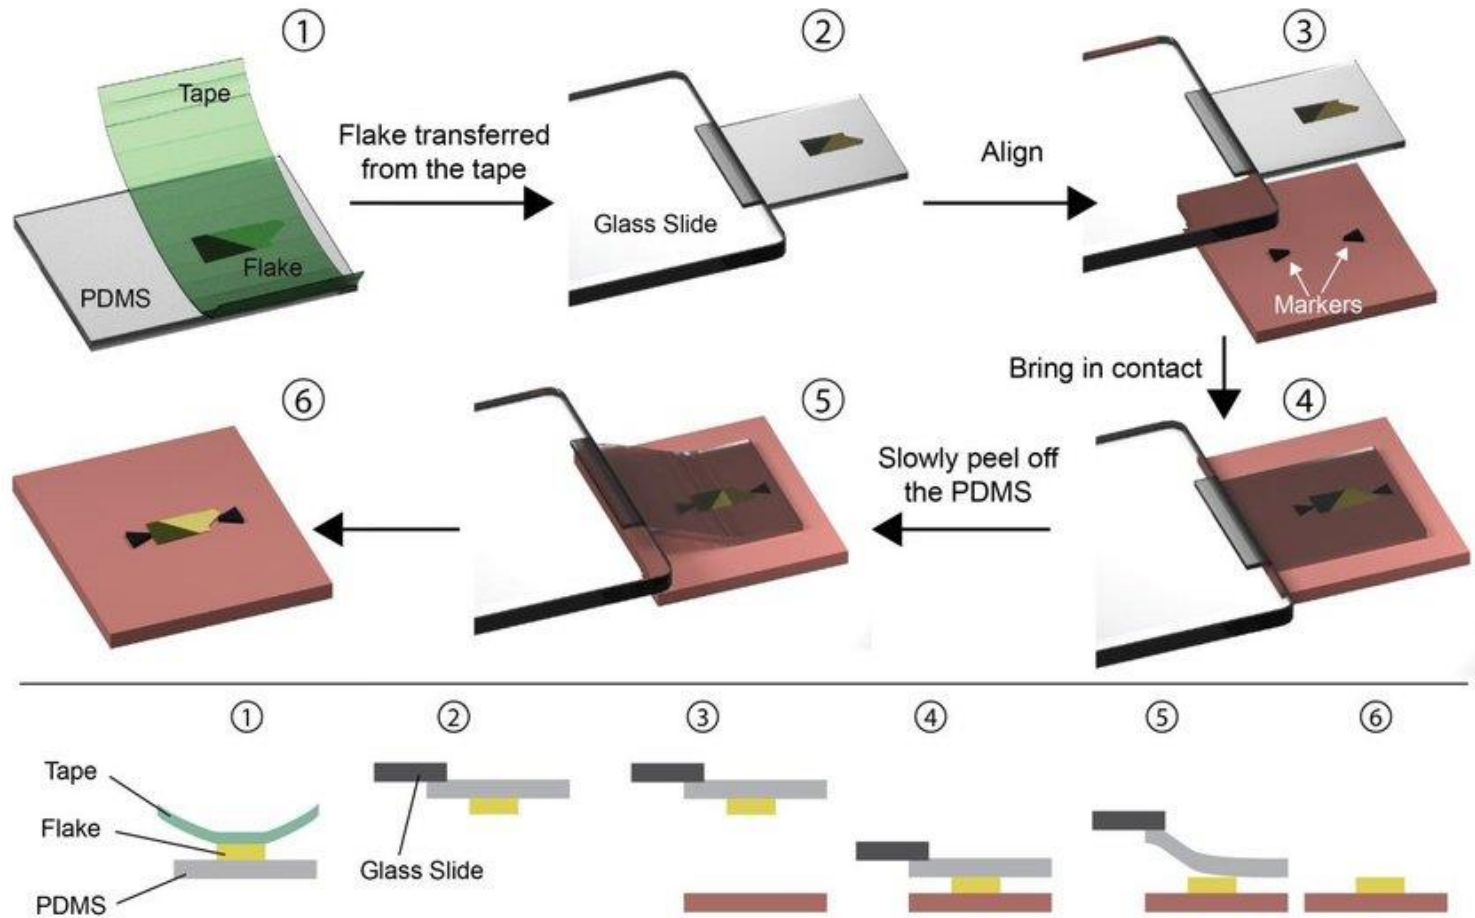 ①
Tape
Flake
PDMS
Flake transferred
from the tape
②
Glass Slide
Align
③
Markers
Bring in contact
④
Slowly peel off
the PDMS
⑤
⑥
①
Tape
Flake
PDMS
②
Glass Slide
③
④
⑤
⑥